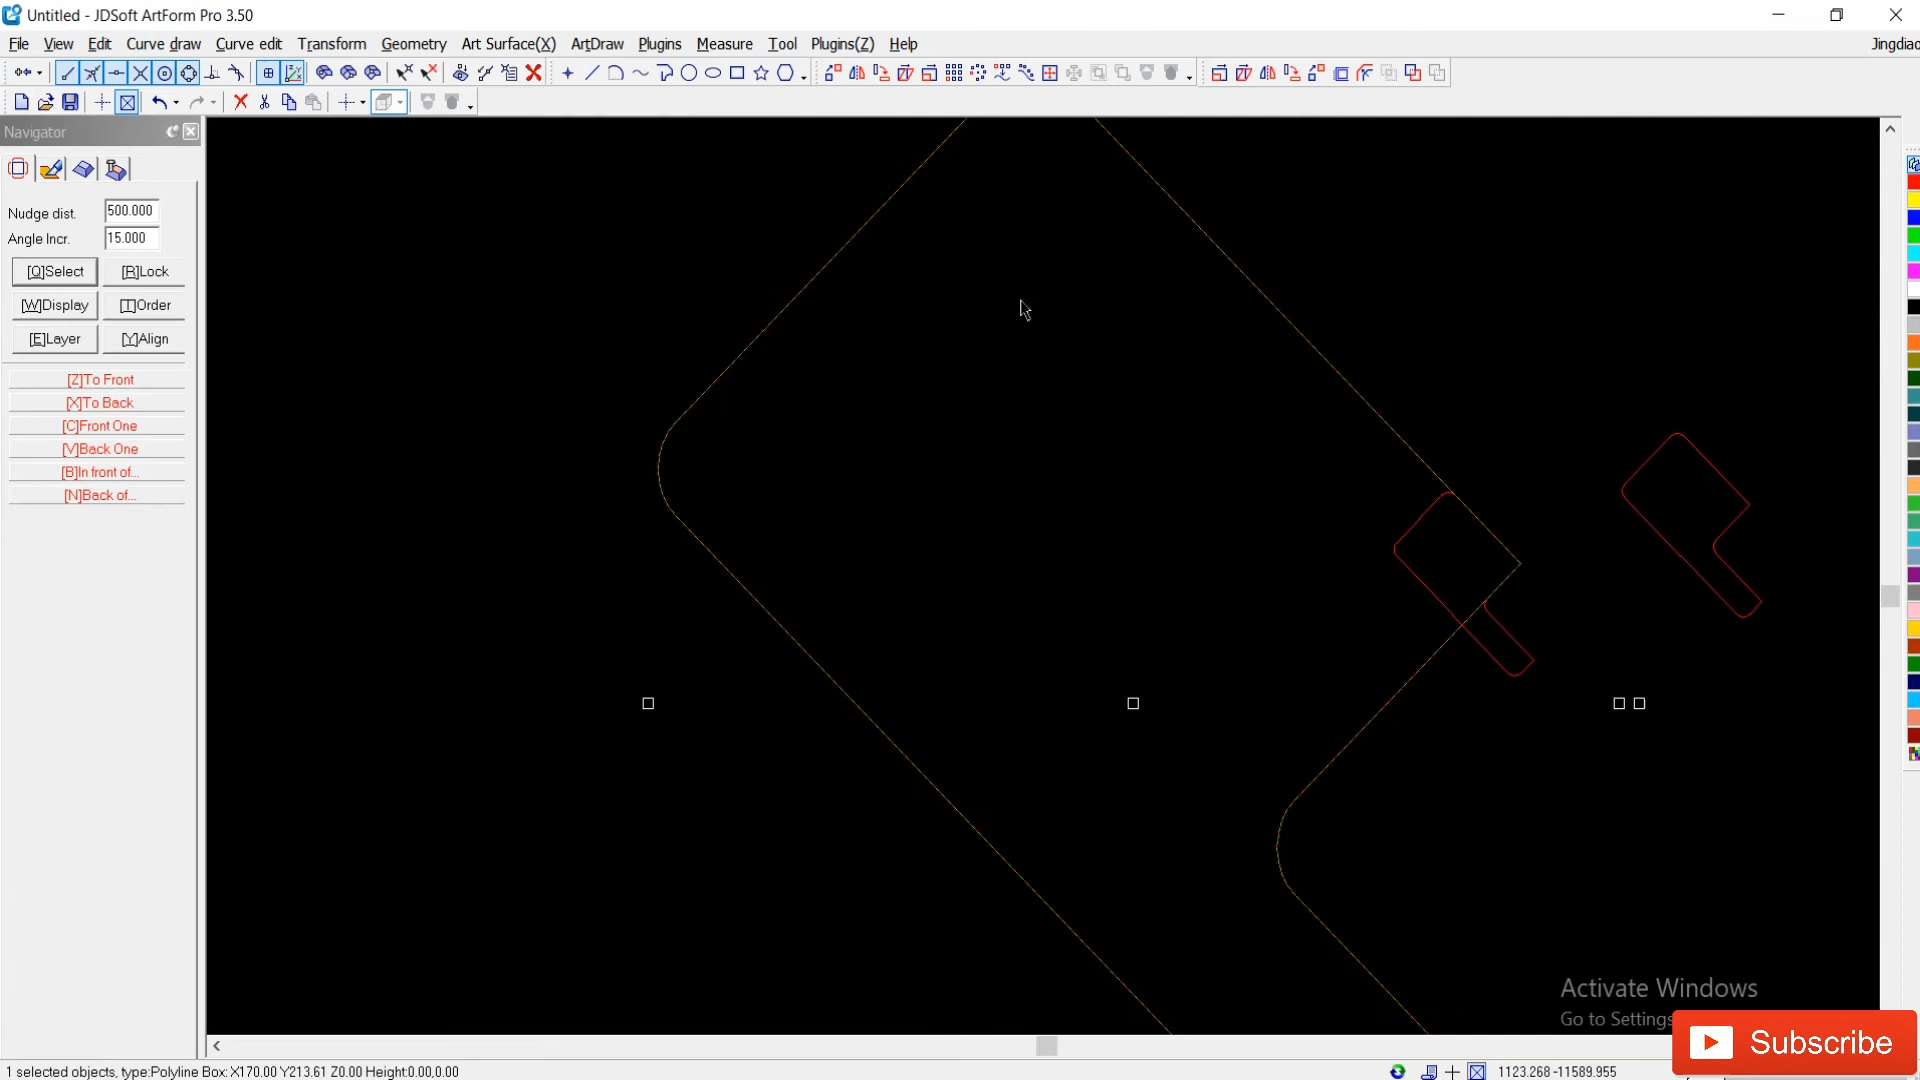 Untitled - JDSoft ArtForm Pro 3.50
File View Edit Curve draw Curve edit Transform Geometry Art Surface(X) ArtDraw Plugins Measure Tool Plugins(Z) Help
Jingdiao
Navigator
Nudge dist. 500.000
Angle Incr. 15.000
[Q]Select [R]Lock
[W]Display [T]Order
[E]Layer [Y]Align
[Z]To Front
[X]To Back
[C]Front One
[V]Back One
[B]In front of...
[N]Back of...
Activate Windows
Go to Settings
Subscribe
1 selected objects, type:Polyline Box: X170.00 Y213.61 Z0.00 Height:0.00,0.00
1123.268 -11589.955